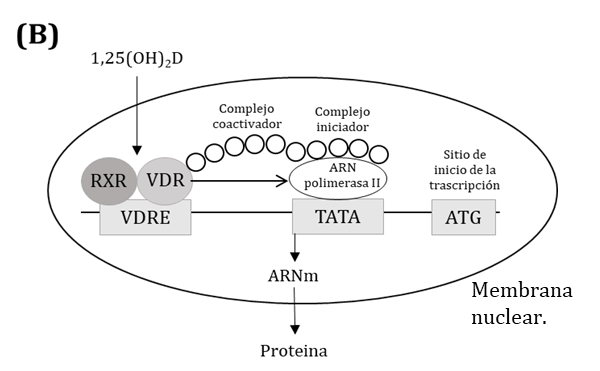 (B)
1,25(OH)₂D
Complejo
coactivador
Complejo
iniciador
Sitio de
inicio de la
trascripción
RXR
VDR
ARN
polimerasa II
VDRE
TATA
ATG
ARNm
Membrana
nuclear.
Proteina